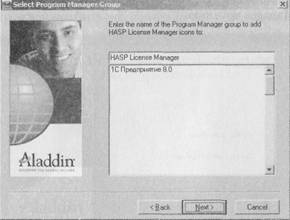 Select Program Manager Group
Enter the name of the Program Manager group to add
HASP License Manager icons to:
HASP License Manager
1С Предприятие 8.0
Aladdin
< Back
Next >
Cancel